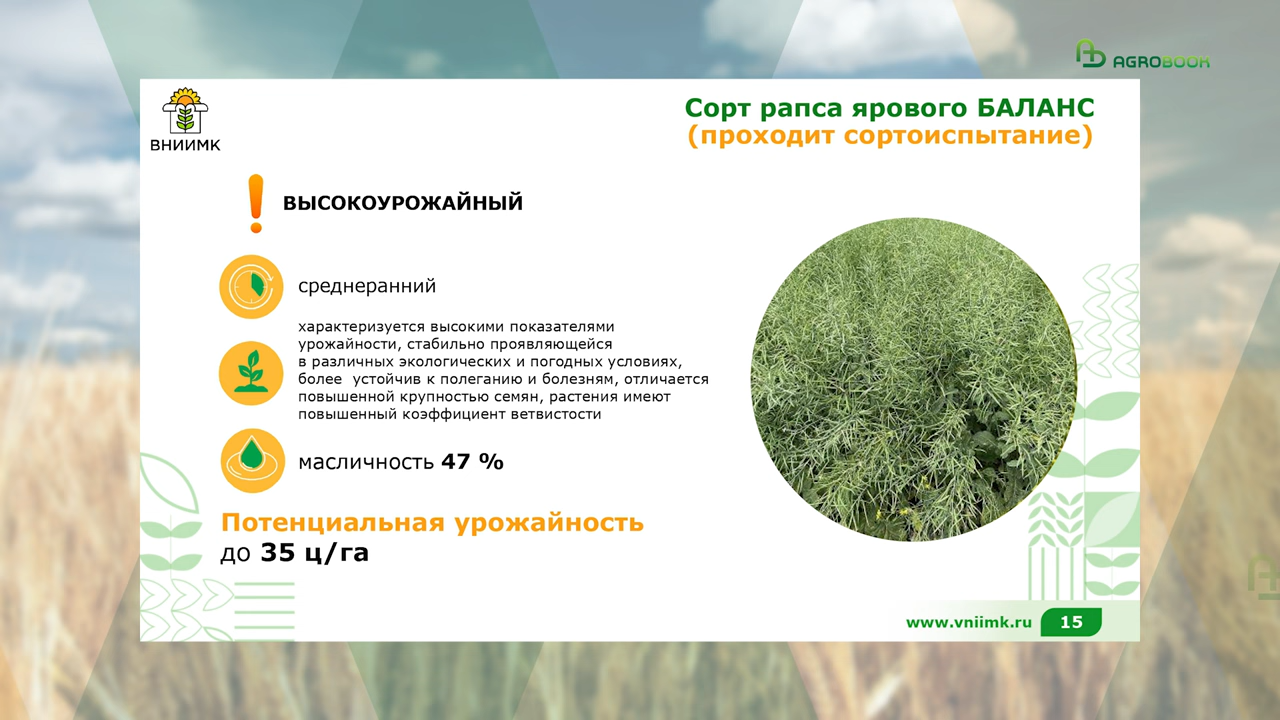 AGROBOOK
ВНИИМК
Сорт рапса ярового БАЛАНС
(проходит сортоиспытание)
ВЫСОКОУРОЖАЙНЫЙ
среднеранний
характеризуется высокими показателями
урожайности, стабильно проявляющейся
в различных экологических и погодных условиях,
более устойчив к полеганию и болезням, отличается
повышенной крупностью семян, растения имеют
повышенный коэффициент ветвистости
масличность 47 %
Потенциальная урожайность
до 35 ц/га
www.vniimk.ru 15